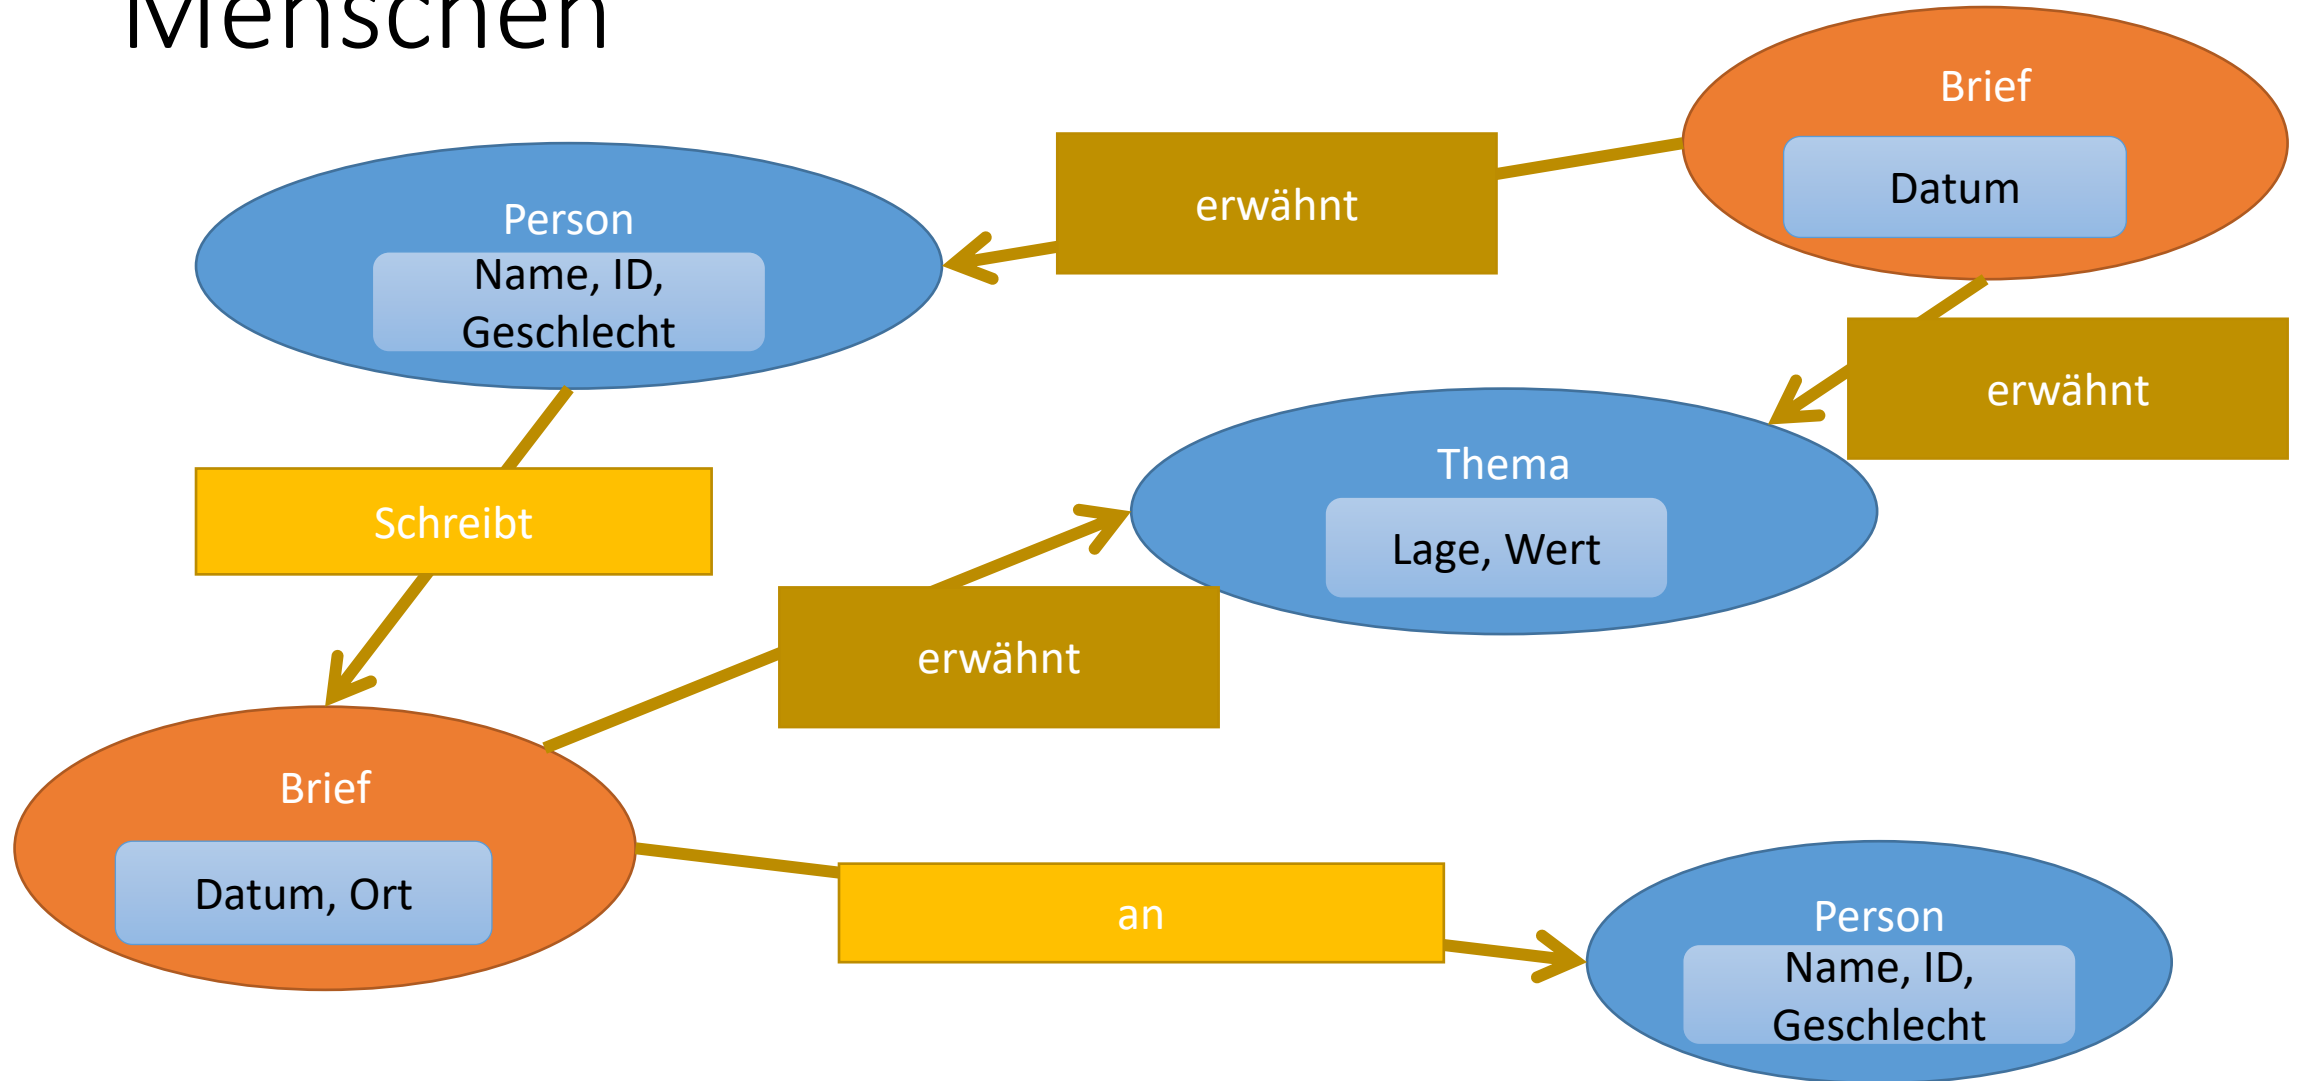 Menschen
Brief
Datum
erwähnt
Person
Name, ID,
Geschlecht
erwähnt
Thema
Lage, Wert
Schreibt
erwähnt
Brief
Datum, Ort
an
Person
Name, ID,
Geschlecht